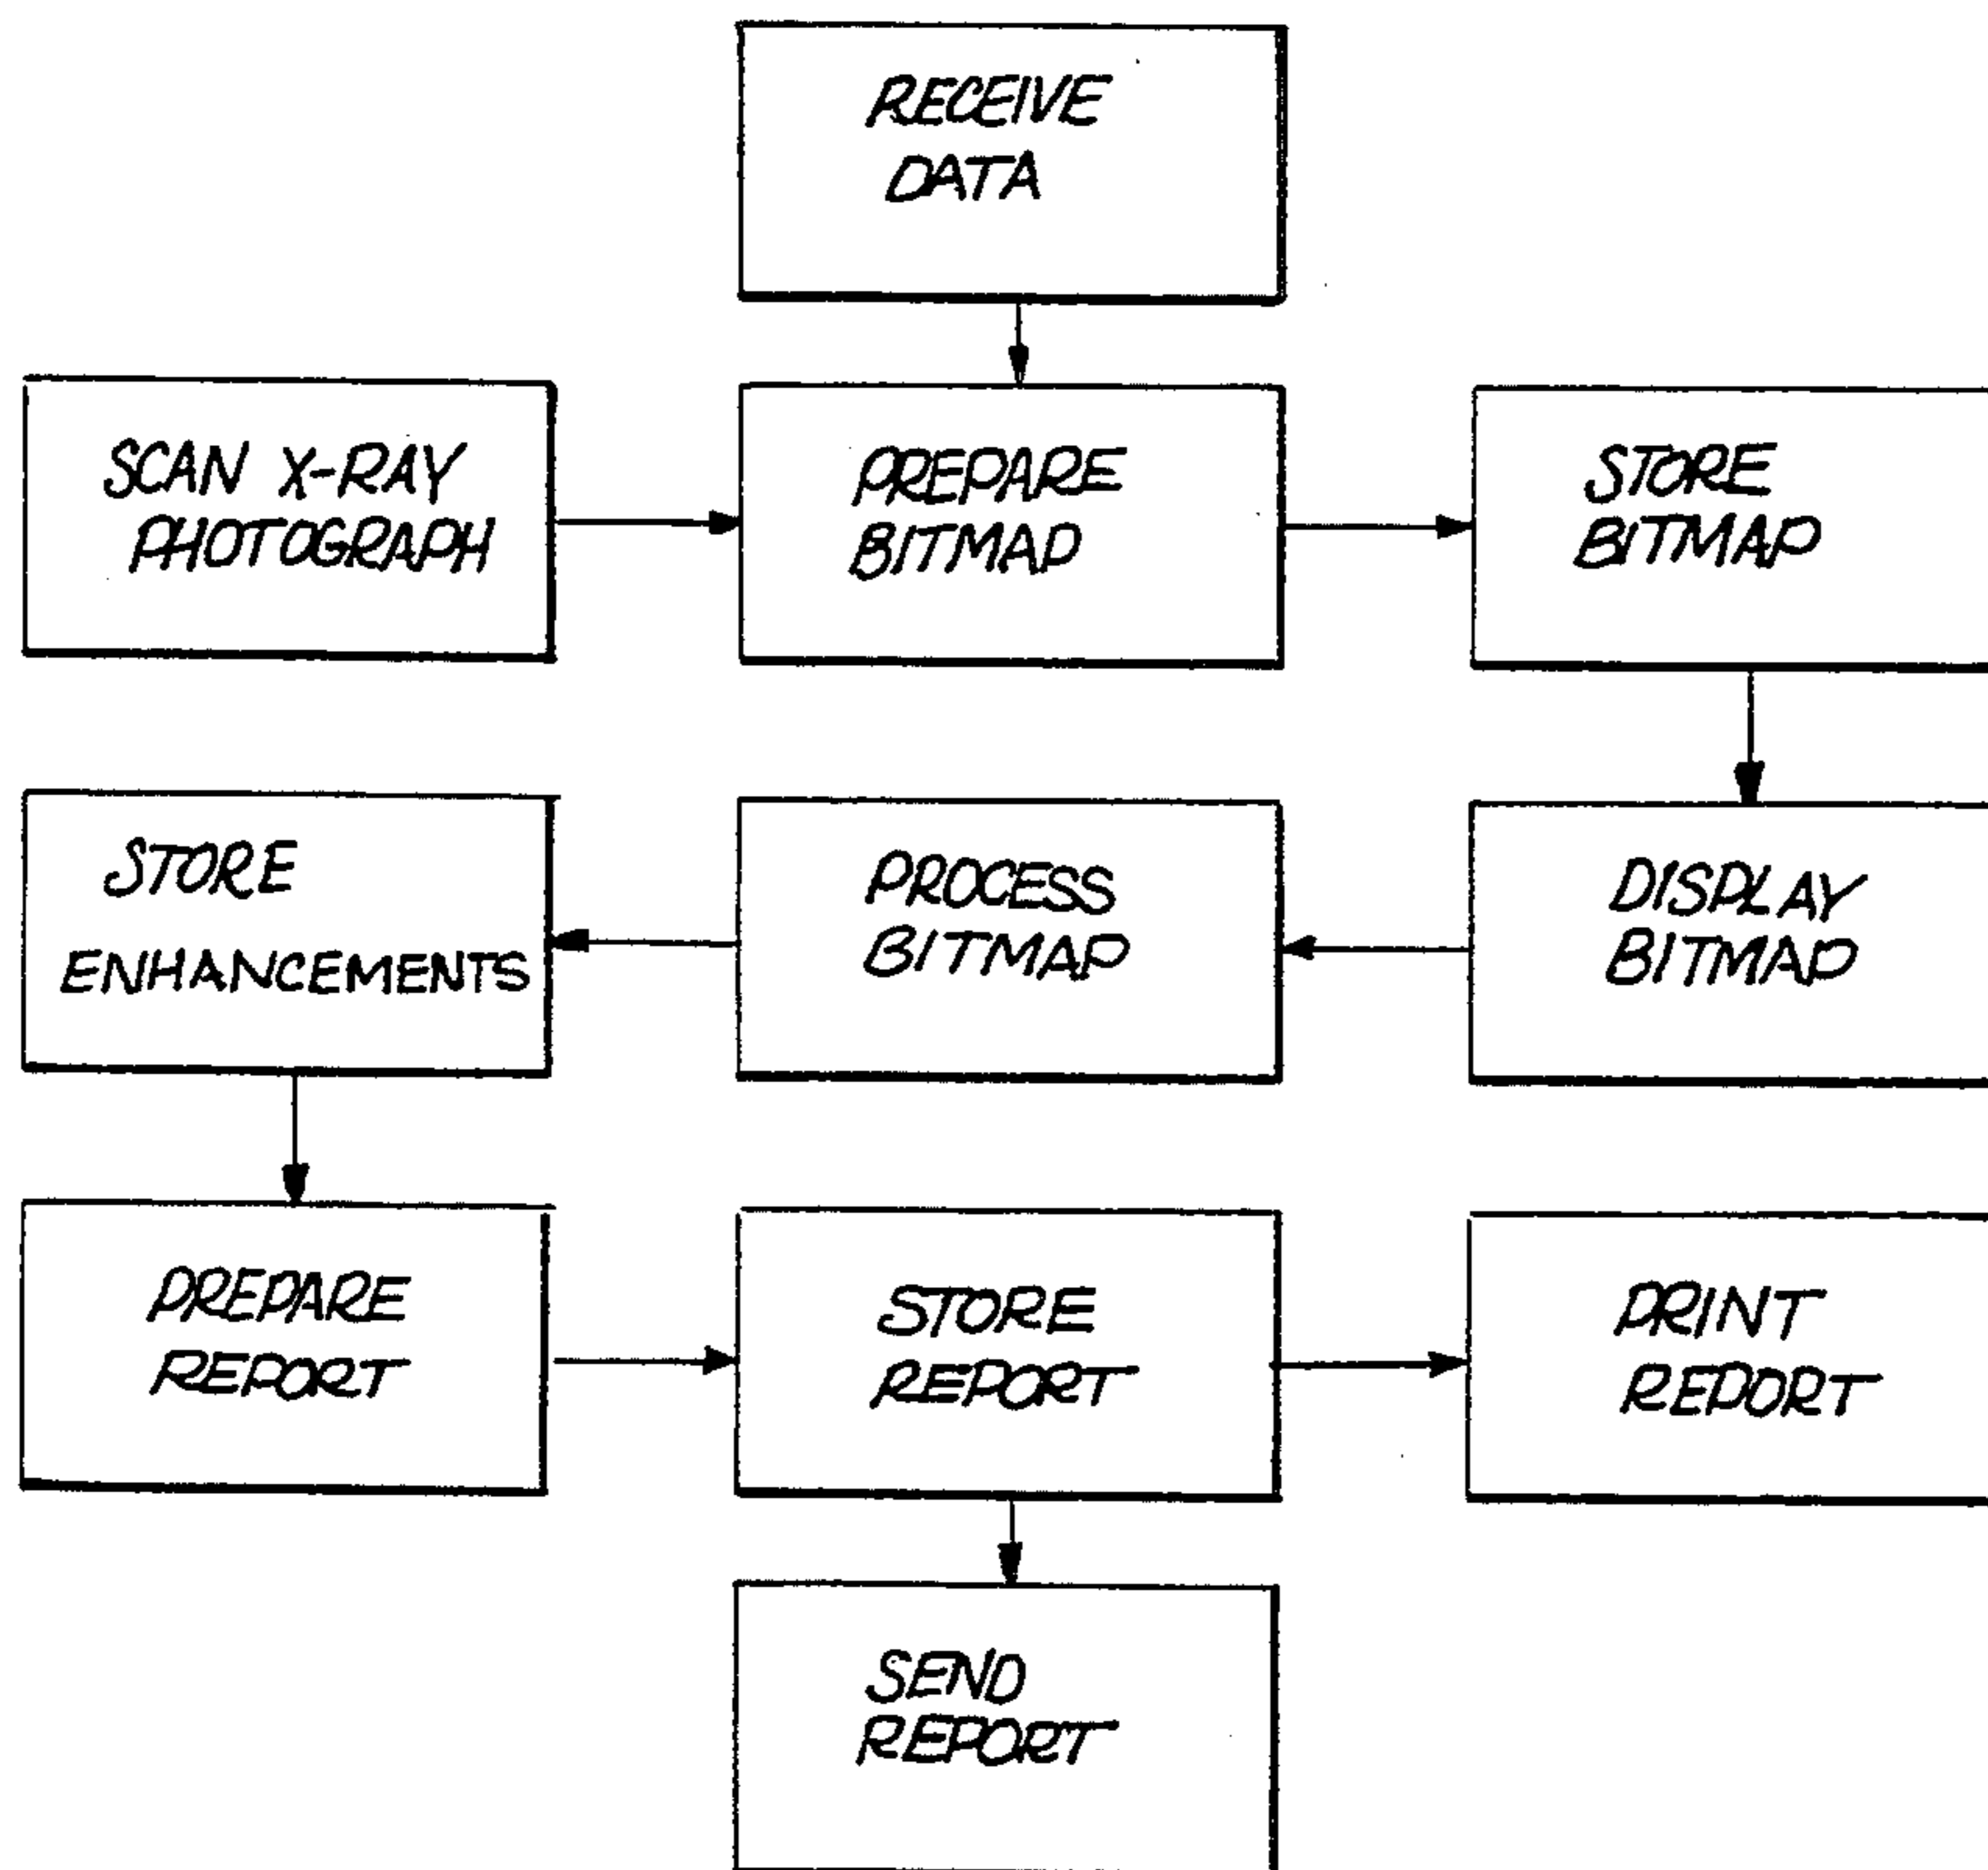 RECEIVE
DATA
SCAN X-RAY
PHOTOGRAPH
PREPARE
BITMAP
STORE
BITMAP
STORE
ENHANCEMENTS
PROCESS
BITMAP
DISPLAY
BITMAP
PREPARE
REPORT
STORE
REPORT
PRINT
REPORT
SEND
REPORT